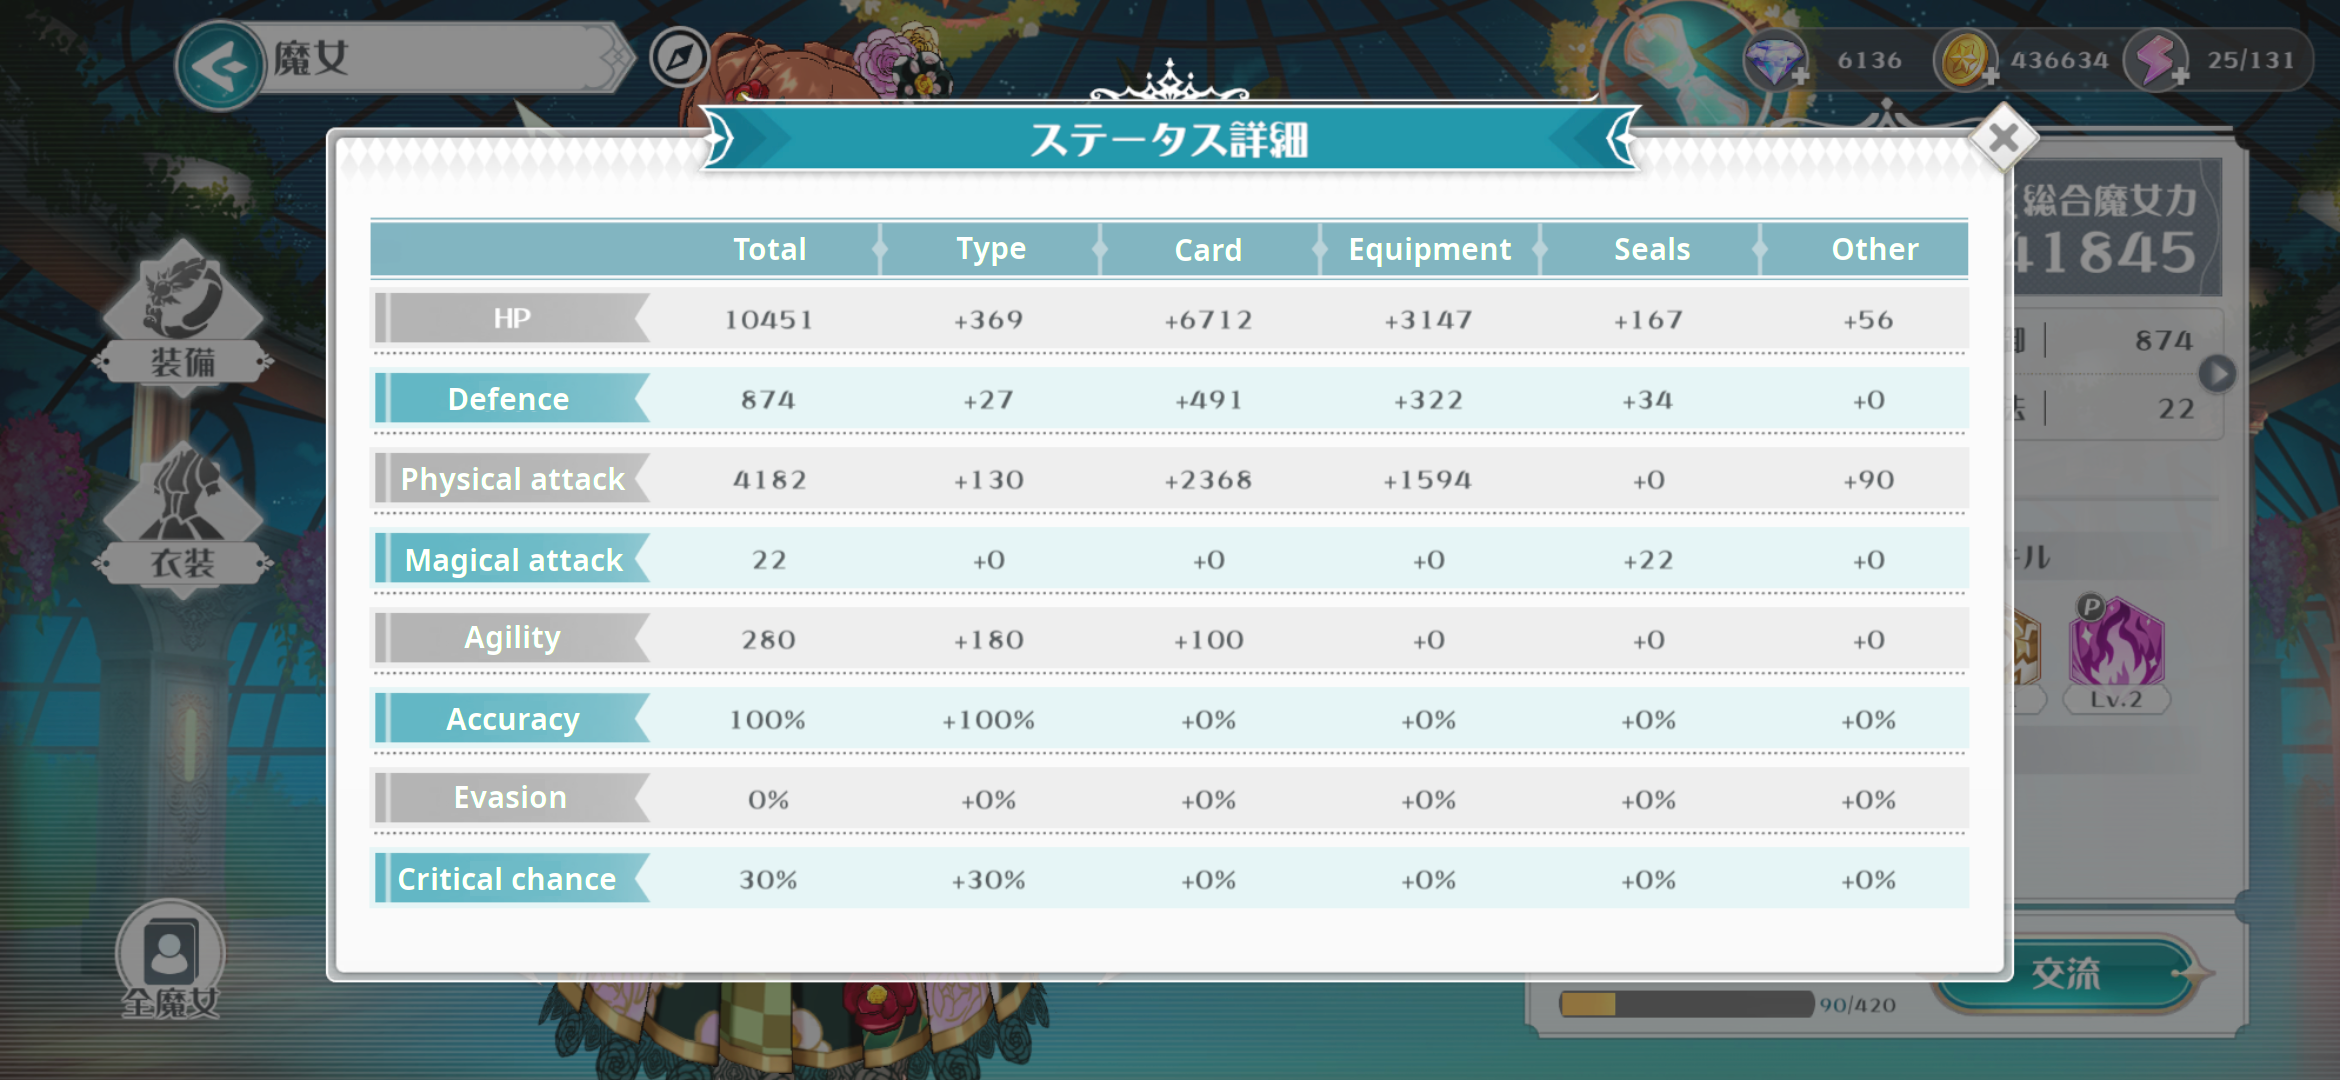 魔女
6136
436634
25/131
ステータス詳細
総合魔女力
41845
Total Type Card Equipment Seals Other
HP 10451 +369 +6712 +3147 +167 +56
Defence 874 +27 +491 +322 +34 +0
Physical attack 4182 +130 +2368 +1594 +0 +90
Magical attack 22 +0 +0 +0 +22 +0
Agility 280 +180 +100 +0 +0 +0
Accuracy 100% +100% +0% +0% +0% +0%
Evasion 0% +0% +0% +0% +0% +0%
Critical chance 30% +30% +0% +0% +0% +0%
装備
衣装
全魔女
874
22
キル
P
Lv.2
交流
90/420